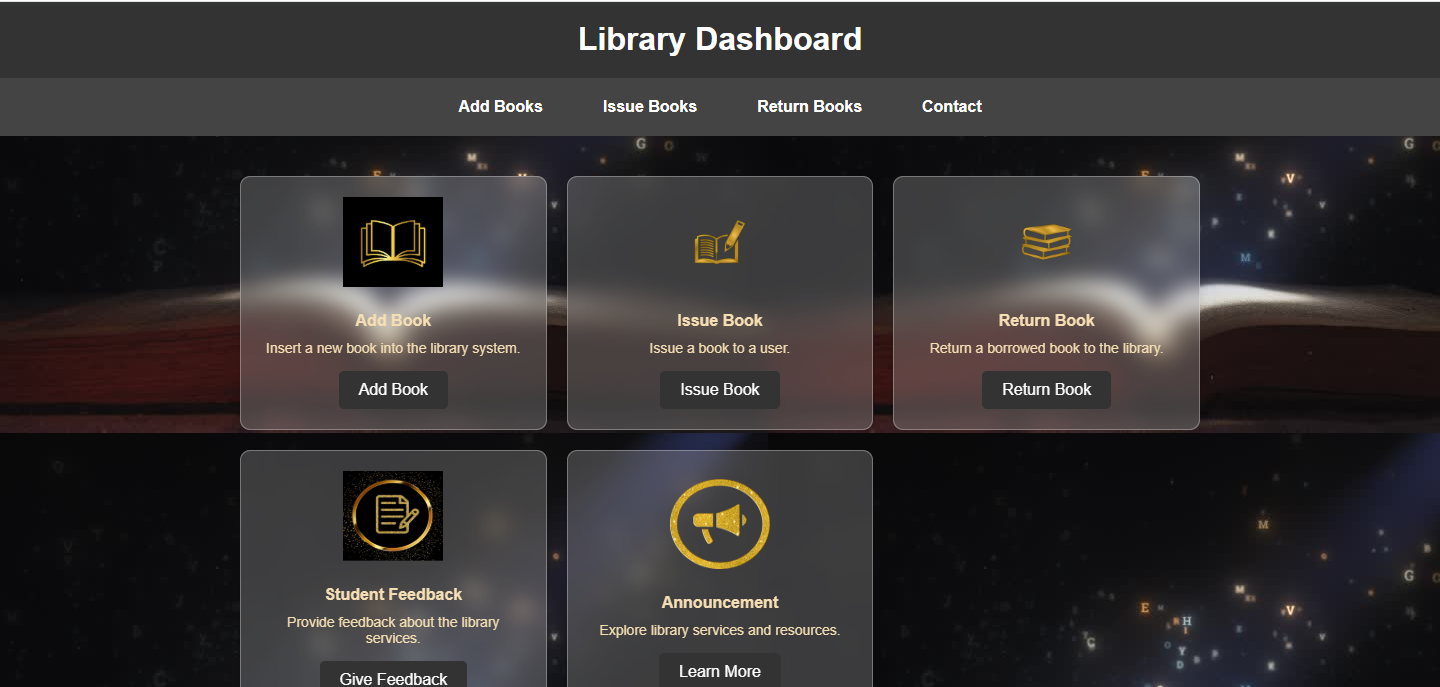 Library Dashboard
Add Books Issue Books Return Books Contact
Add Book
Insert a new book into the library system.
Add Book
Issue Book
Issue a book to a user.
Issue Book
Return Book
Return a borrowed book to the library.
Return Book
Student Feedback
Provide feedback about the library
services.
Give Feedback
Announcement
Explore library services and resources.
Learn More